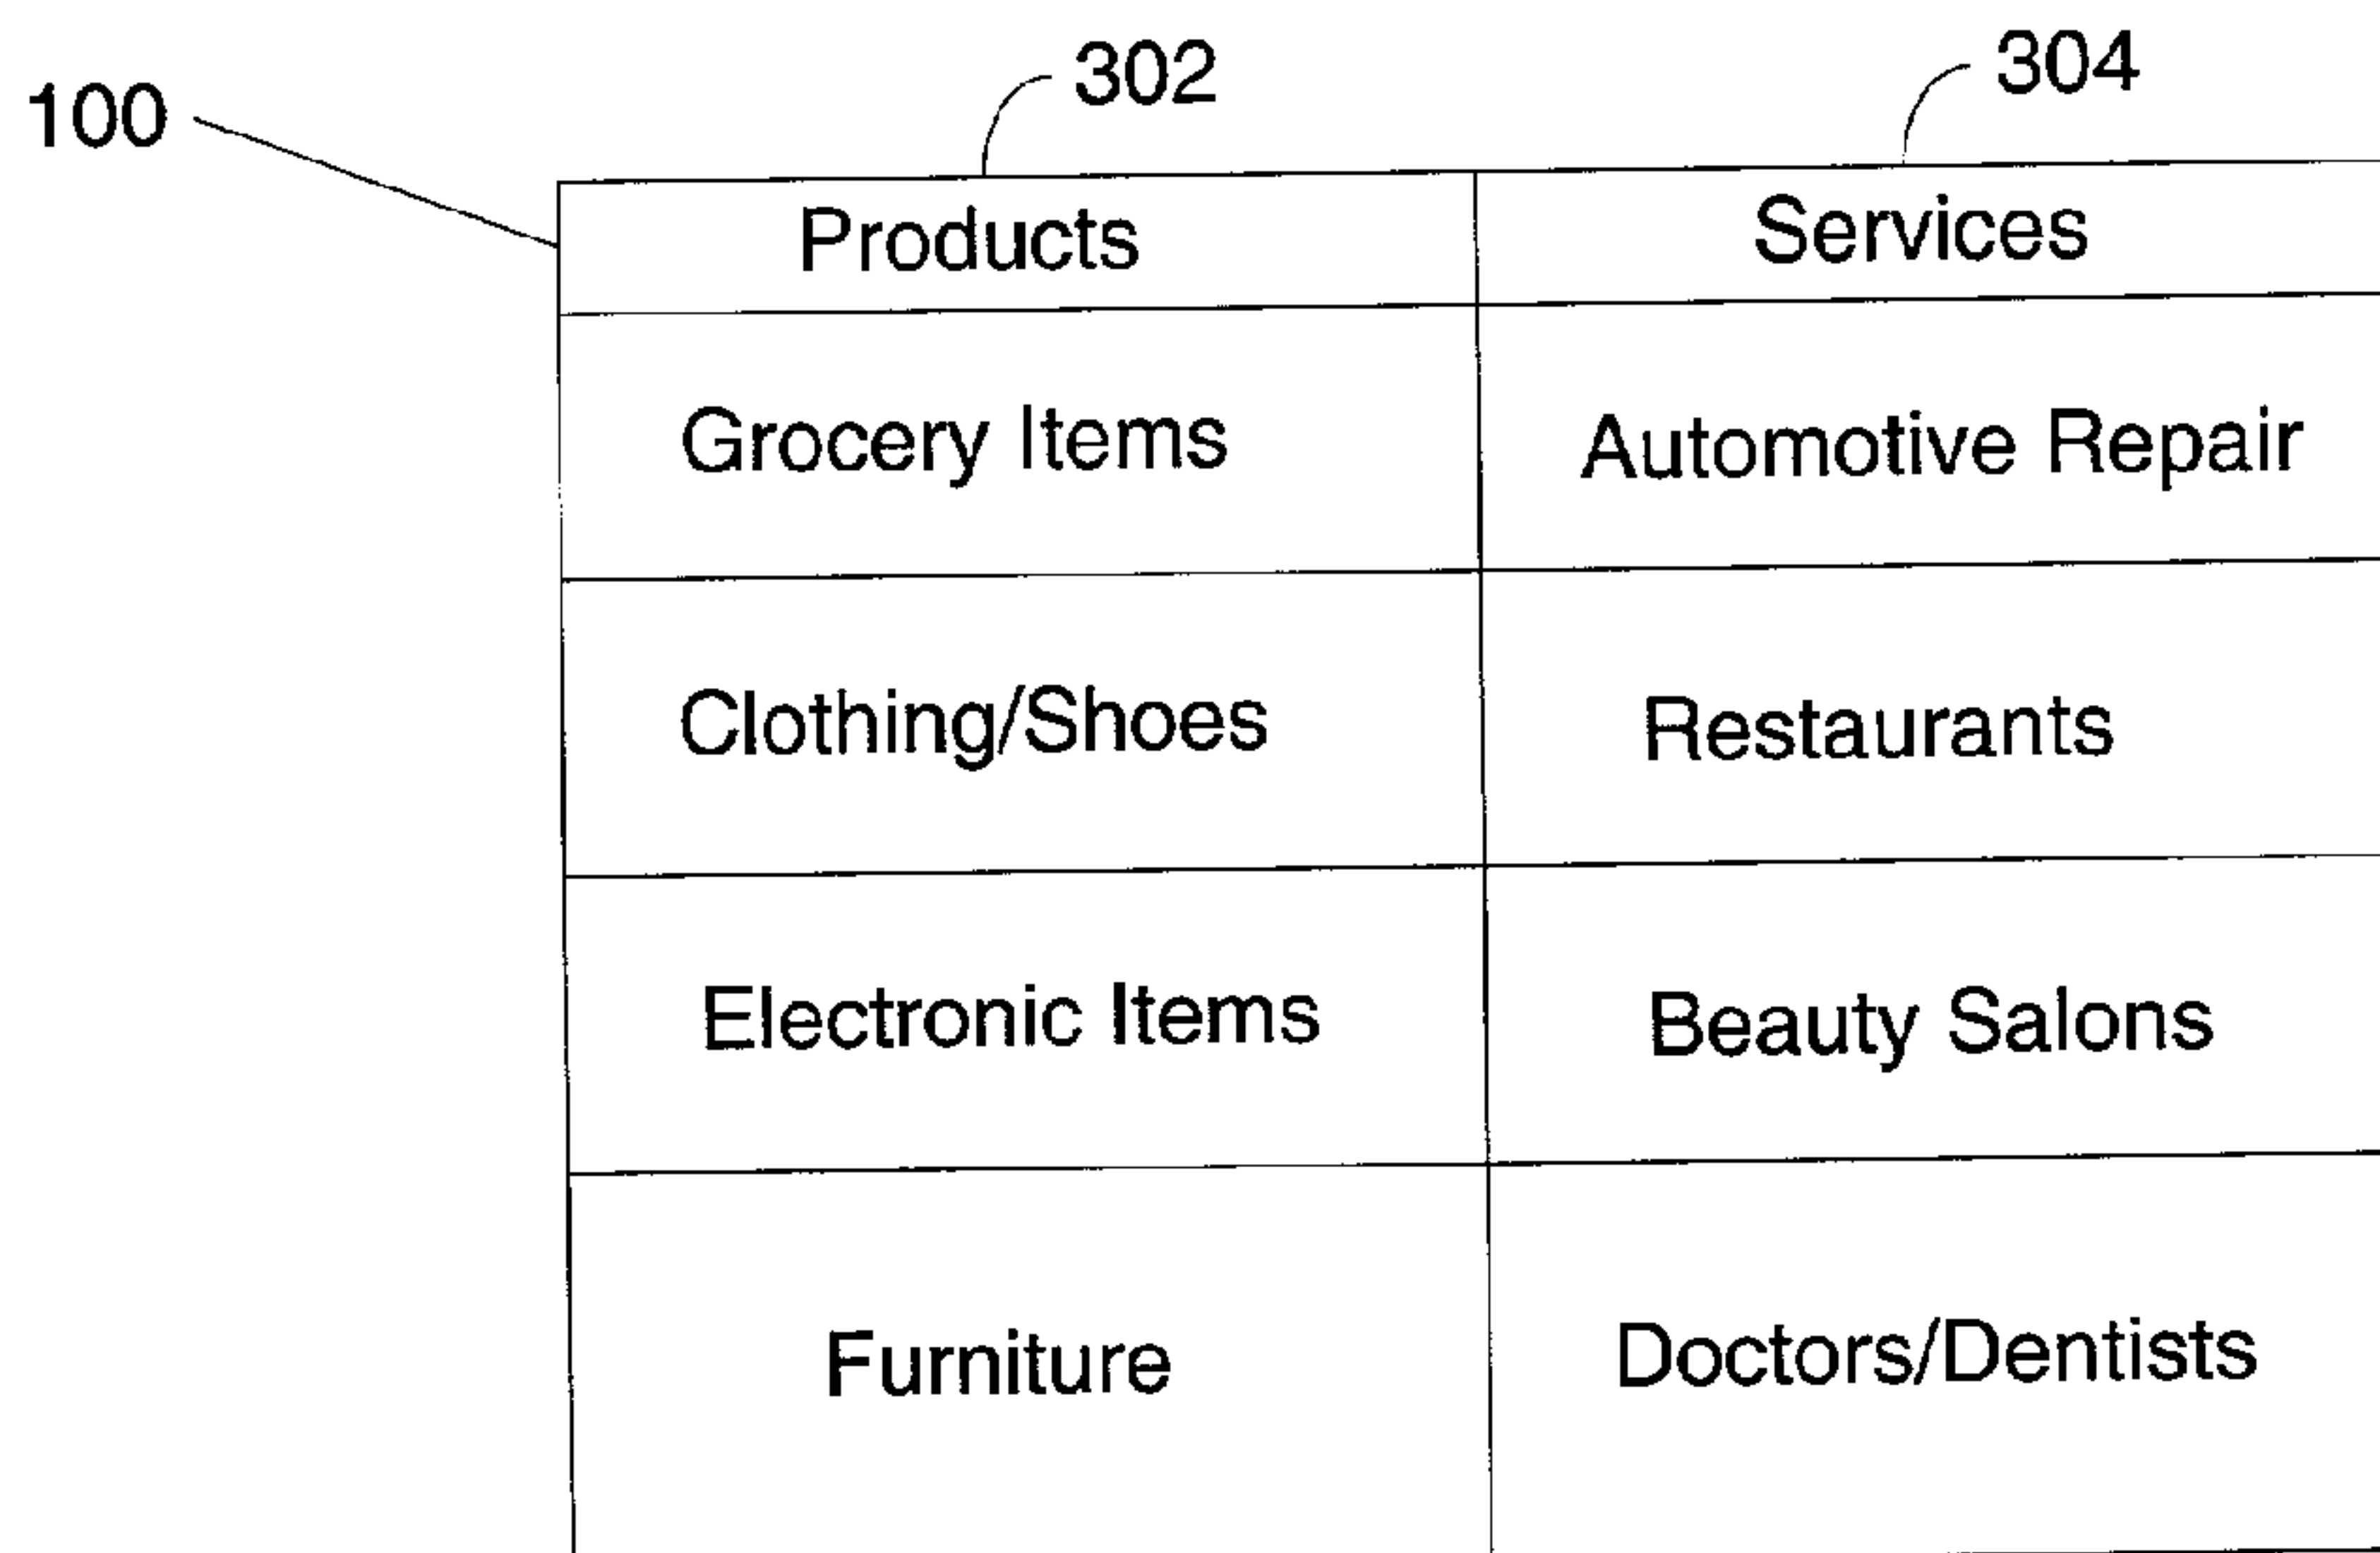 100
302
304
Products
Services
Grocery Items
Automotive Repair
Clothing/Shoes
Restaurants
Electronic Items
Beauty Salons
Furniture
Doctors/Dentists